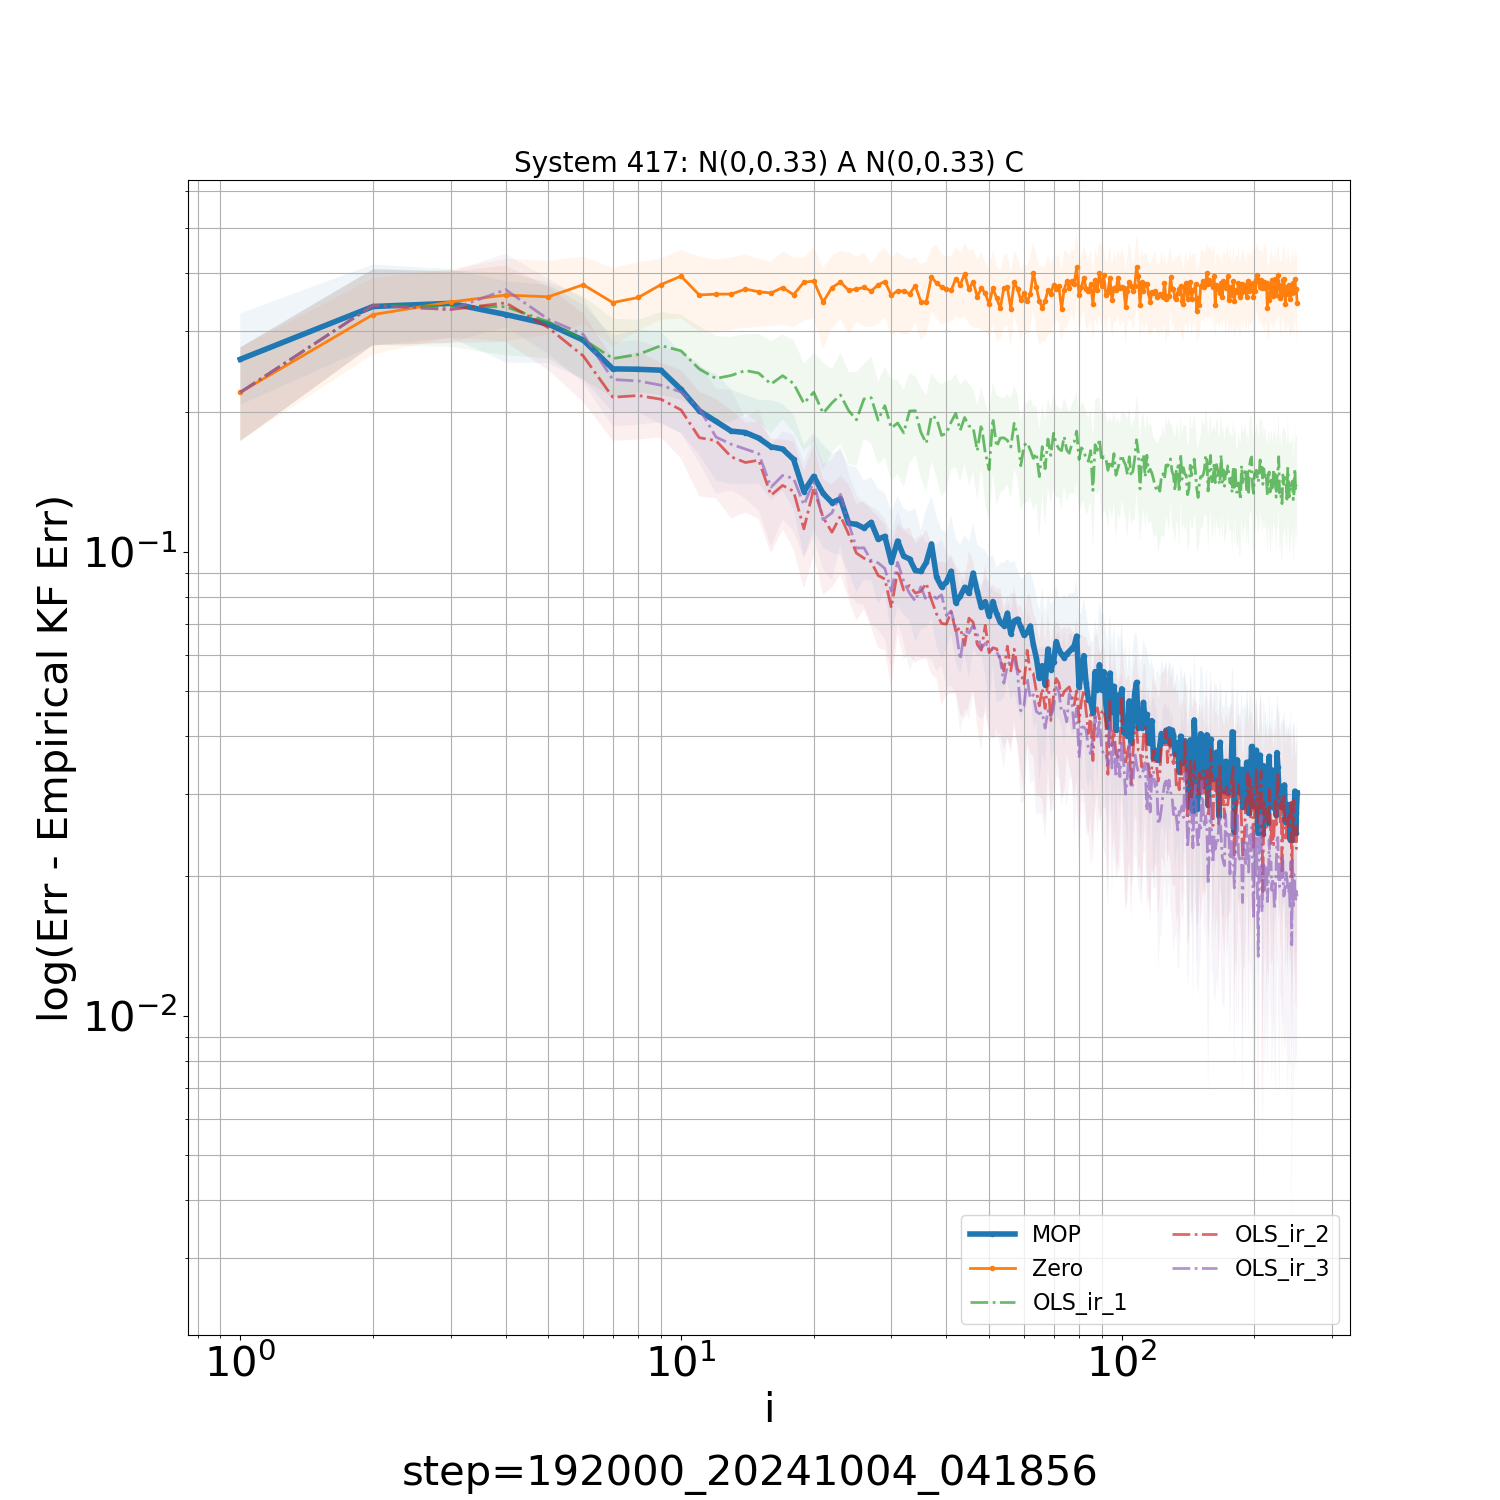 System 417: N(0,0.33) A N(0,0.33) C
log(Err - Empirical KF Err)
10⁻¹
10⁻²
10⁰
10¹
10²
i
MOP
Zero
OLS_ir_1
OLS_ir_2
OLS_ir_3
step=192000_20241004_041856